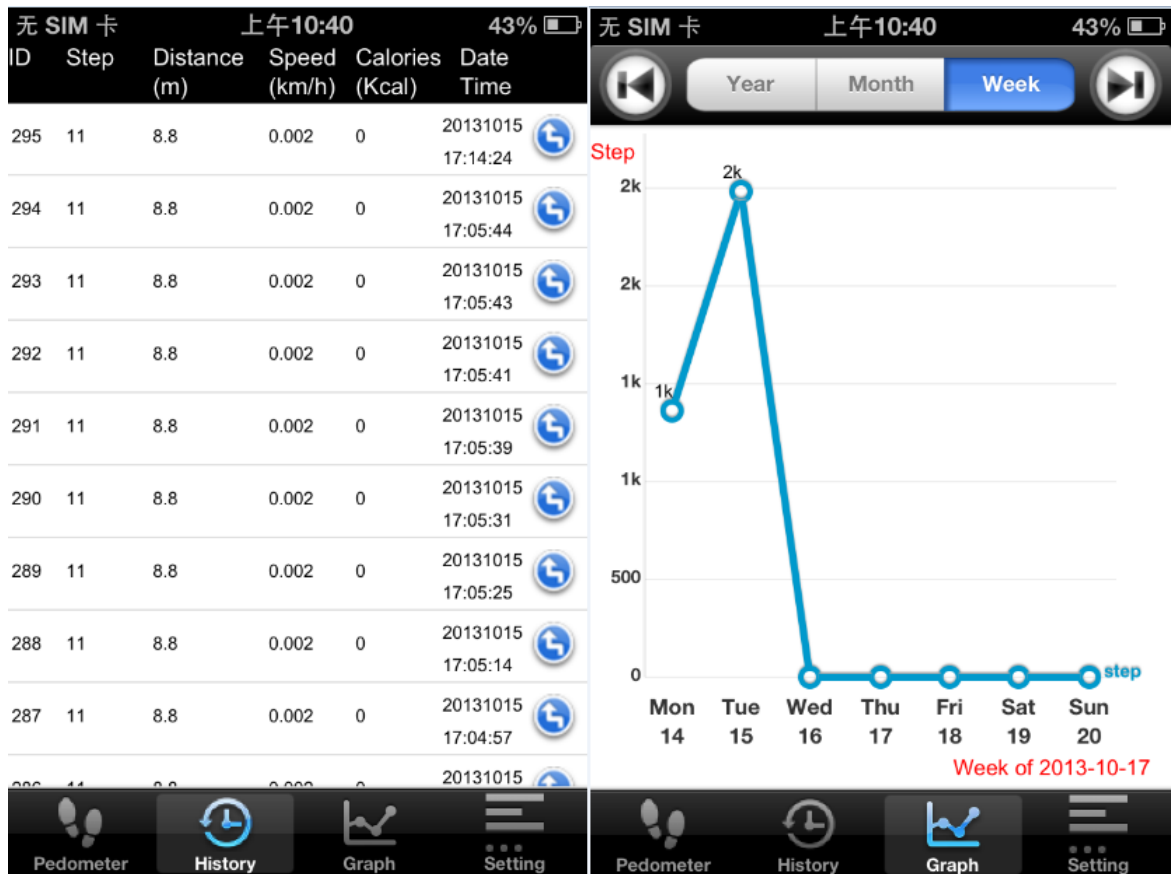 无 SIM 卡 上午10:40 43%
ID Step Distance (m) Speed (km/h) Calories (Kcal) Date Time
295 11 8.8 0.002 0 20131015 17:14:24
294 11 8.8 0.002 0 20131015 17:05:44
293 11 8.8 0.002 0 20131015 17:05:43
292 11 8.8 0.002 0 20131015 17:05:41
291 11 8.8 0.002 0 20131015 17:05:39
290 11 8.8 0.002 0 20131015 17:05:31
289 11 8.8 0.002 0 20131015 17:05:25
288 11 8.8 0.002 0 20131015 17:05:14
287 11 8.8 0.002 0 20131015 17:04:57
20131015
Pedometer History Graph Setting
无 SIM 卡 上午10:40 43%
Year Month Week
Step
2k
2k
2k
1k
1k
1k
500
0
step
Mon Tue Wed Thu Fri Sat Sun
14 15 16 17 18 19 20
Week of 2013-10-17
Pedometer History Graph Setting